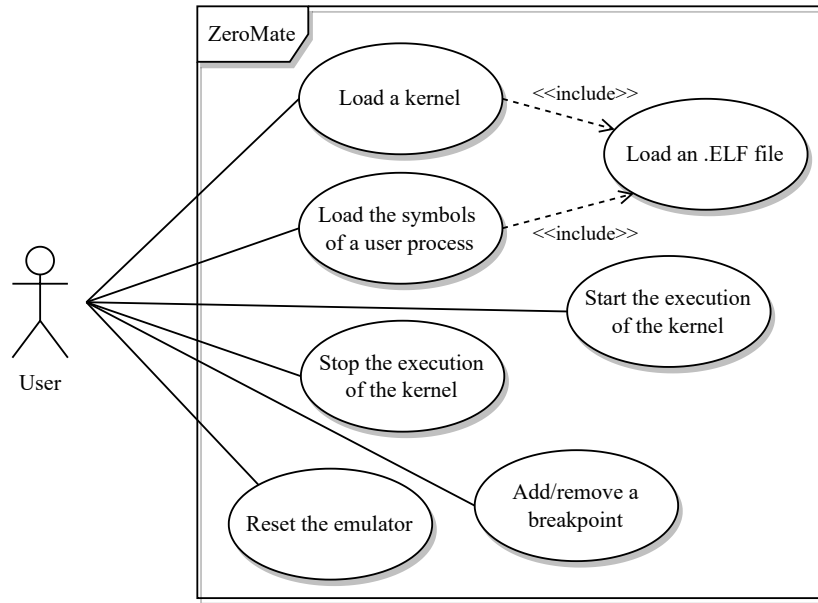 ZeroMate
Load a kernel
<<include>>
Load an .ELF file
Load the symbols
of a user process
<<include>>
Start the execution
of the kernel
User
Stop the execution
of the kernel
Add/remove a
breakpoint
Reset the emulator